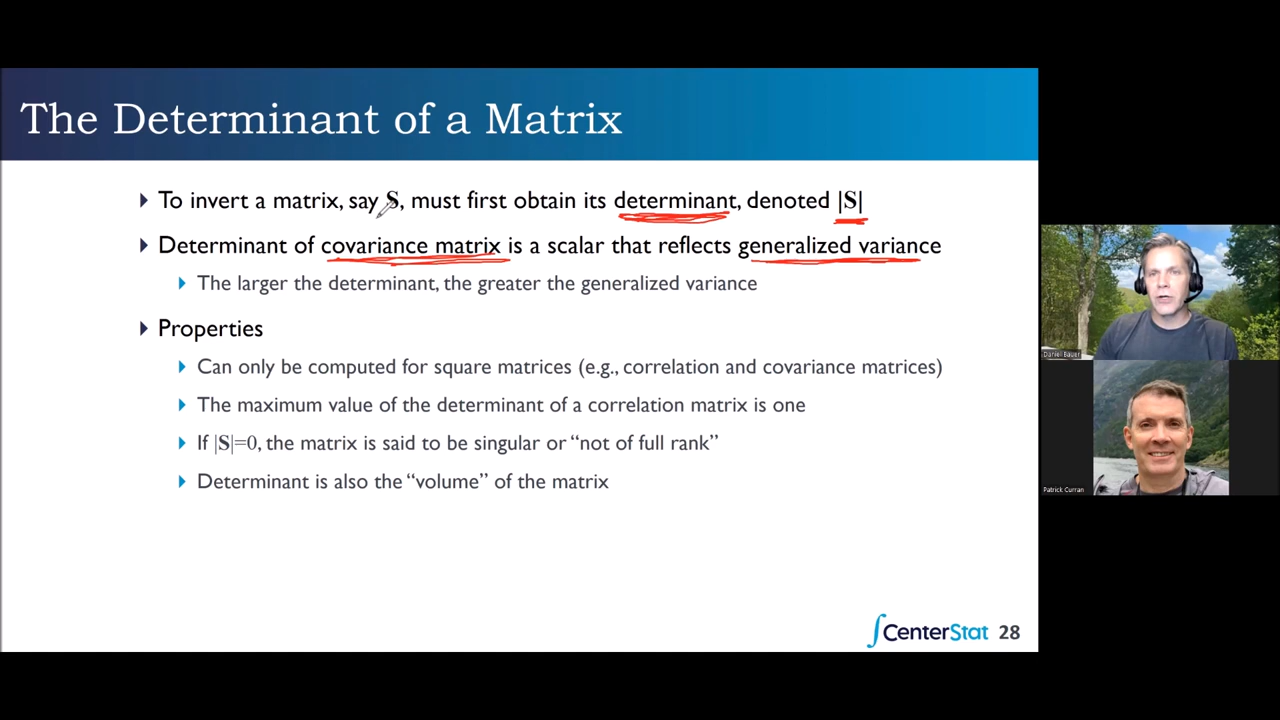 The Determinant of a Matrix
To invert a matrix, say S, must first obtain its determinant, denoted |S|
Determinant of covariance matrix is a scalar that reflects generalized variance
The larger the determinant, the greater the generalized variance
Properties
Can only be computed for square matrices (e.g., correlation and covariance matrices)
The maximum value of the determinant of a correlation matrix is one
If |S|=0, the matrix is said to be singular or “not of full rank”
Determinant is also the “volume” of the matrix
CenterStat 28
Daniel Bauer
Patrick Curran